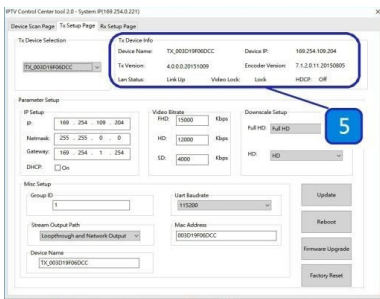 IPTV Control Center tool 2.0 - System IP(169.254.0.221)
Device Scan Page Tx Setup Page Rx Setup Page
Tx Device Selection
TX_003D19F06DCC
Tx Device Info
Device Name: TX_003D19F06DCC Device IP: 169.254.109.204
Tx Version: 4.0.0.0.20151009 Encoder Version: 7.1.2.0.11.20150805
Lan Status: Link Up Video Lock: Lock HDCP: Off
5
Parameter Setup
IP Setup
IP: 169 . 254 . 109 . 204
Netmask: 255 . 255 . 0 . 0
Gateway: 169 . 254 . 1 . 254
DHCP: On
Video Bitrate
FHD: 15000 Kbps
HD: 12000 Kbps
SD: 4000 Kbps
Downscale Setup
Full HD: Full HD
HD: HD
Misc Setup
Group ID
1
Uart Baudrate
115200
Stream Output Path
Loopthrough and Network Output
Mac Address
003D19F06DCC
Device Name
TX_003D19F06DCC
Update
Reboot
Firmware Upgrade
Factory Reset